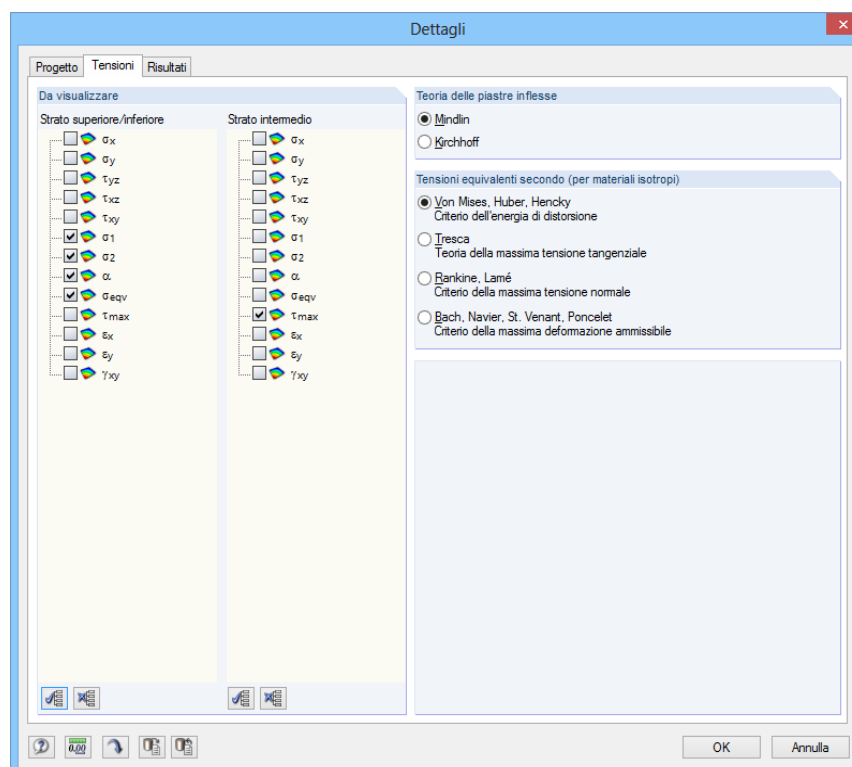 Dettagli
Progetto Tensioni Risultati
Da visualizzare
Strato superiore/inferiore
σx
σy
τyz
τxz
τxy
σ1
σ2
α
σeqv
τmax
εx
εy
γxy
Strato intermedio
σx
σy
τyz
τxz
τxy
σ1
σ2
α
σeqv
τmax
εx
εy
γxy
Teoria delle piastre inflesse
Mindlin
Kirchhoff
Tensioni equivalenti secondo (per materiali isotropi)
Von Mises, Huber, Hencky
Criterio dell'energia di distorsione
Tresca
Teoria della massima tensione tangenziale
Rankine, Lamé
Criterio della massima tensione normale
Bach, Navier, St. Venant, Poncelet
Criterio della massima deformazione ammissibile
0.00
OK Annulla